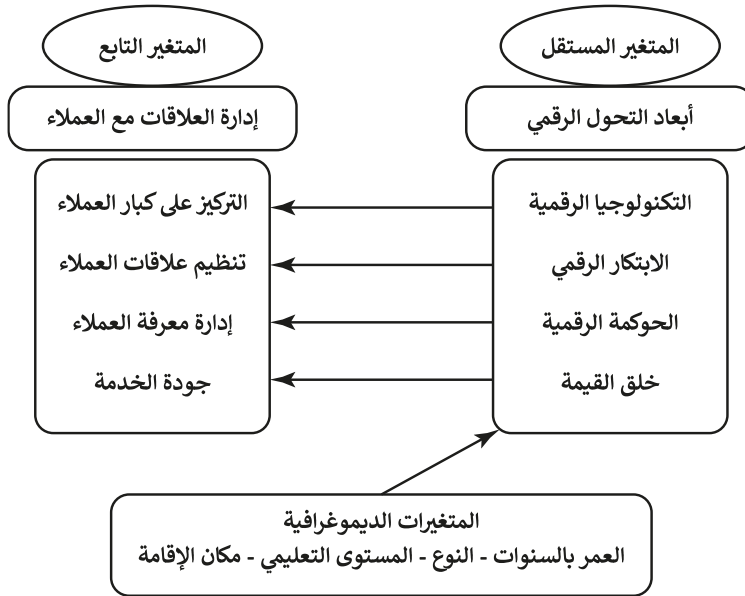 المتغير المستقل
أبعاد التحول الرقمي
التكنولوجيا الرقمية
الابتكار الرقمي
الحوكمة الرقمية
خلق القيمة
المتغير التابع
إدارة العلاقات مع العملاء
التركيز على كبار العملاء
تنظيم علاقات العملاء
إدارة معرفة العملاء
جودة الخدمة
المتغيرات الديموغرافية
العمر بالسنوات - النوع - المستوى التعليمي - مكان الإقامة